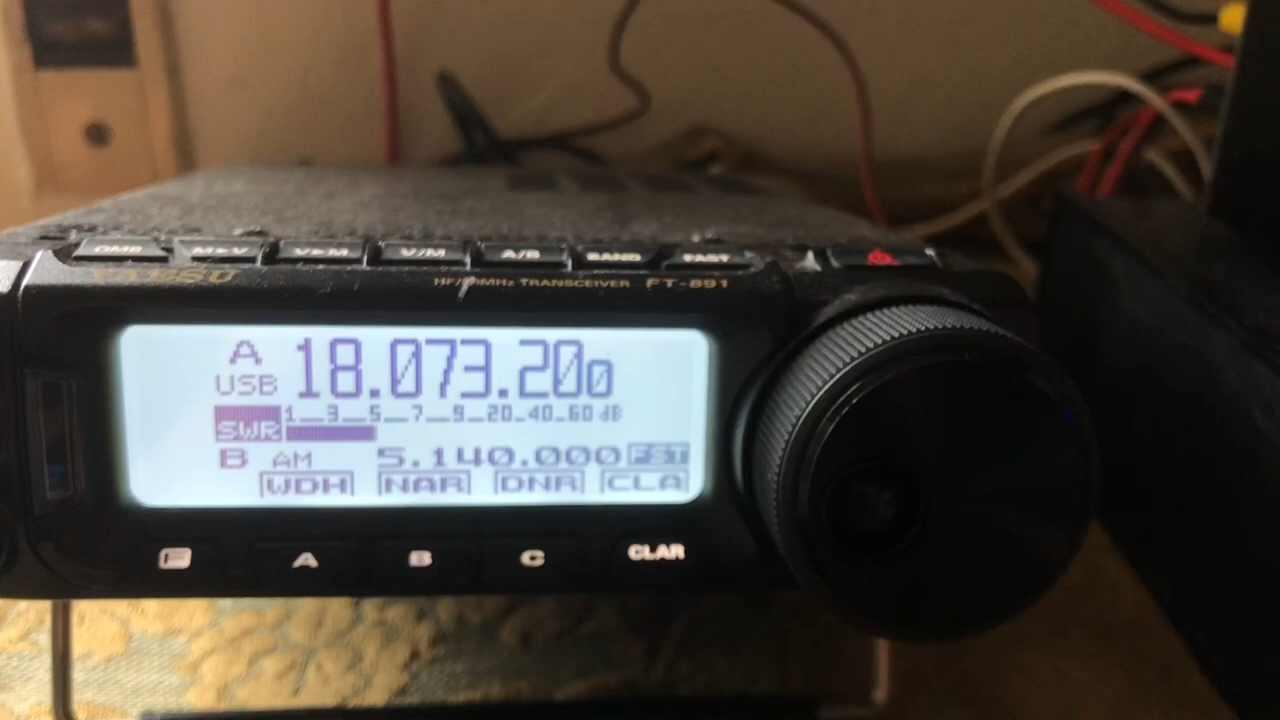 QMB M►V V►M V/M A/B BAND FAST
YAESU HF/50MHz TRANSCEIVER FT-891
A 18.073.200
USB
1 3 5 7 9 20 40 60 dB
SWR
B AM 5.140.000 FST
WDH NAR DNR CLA
F A B C CLAR